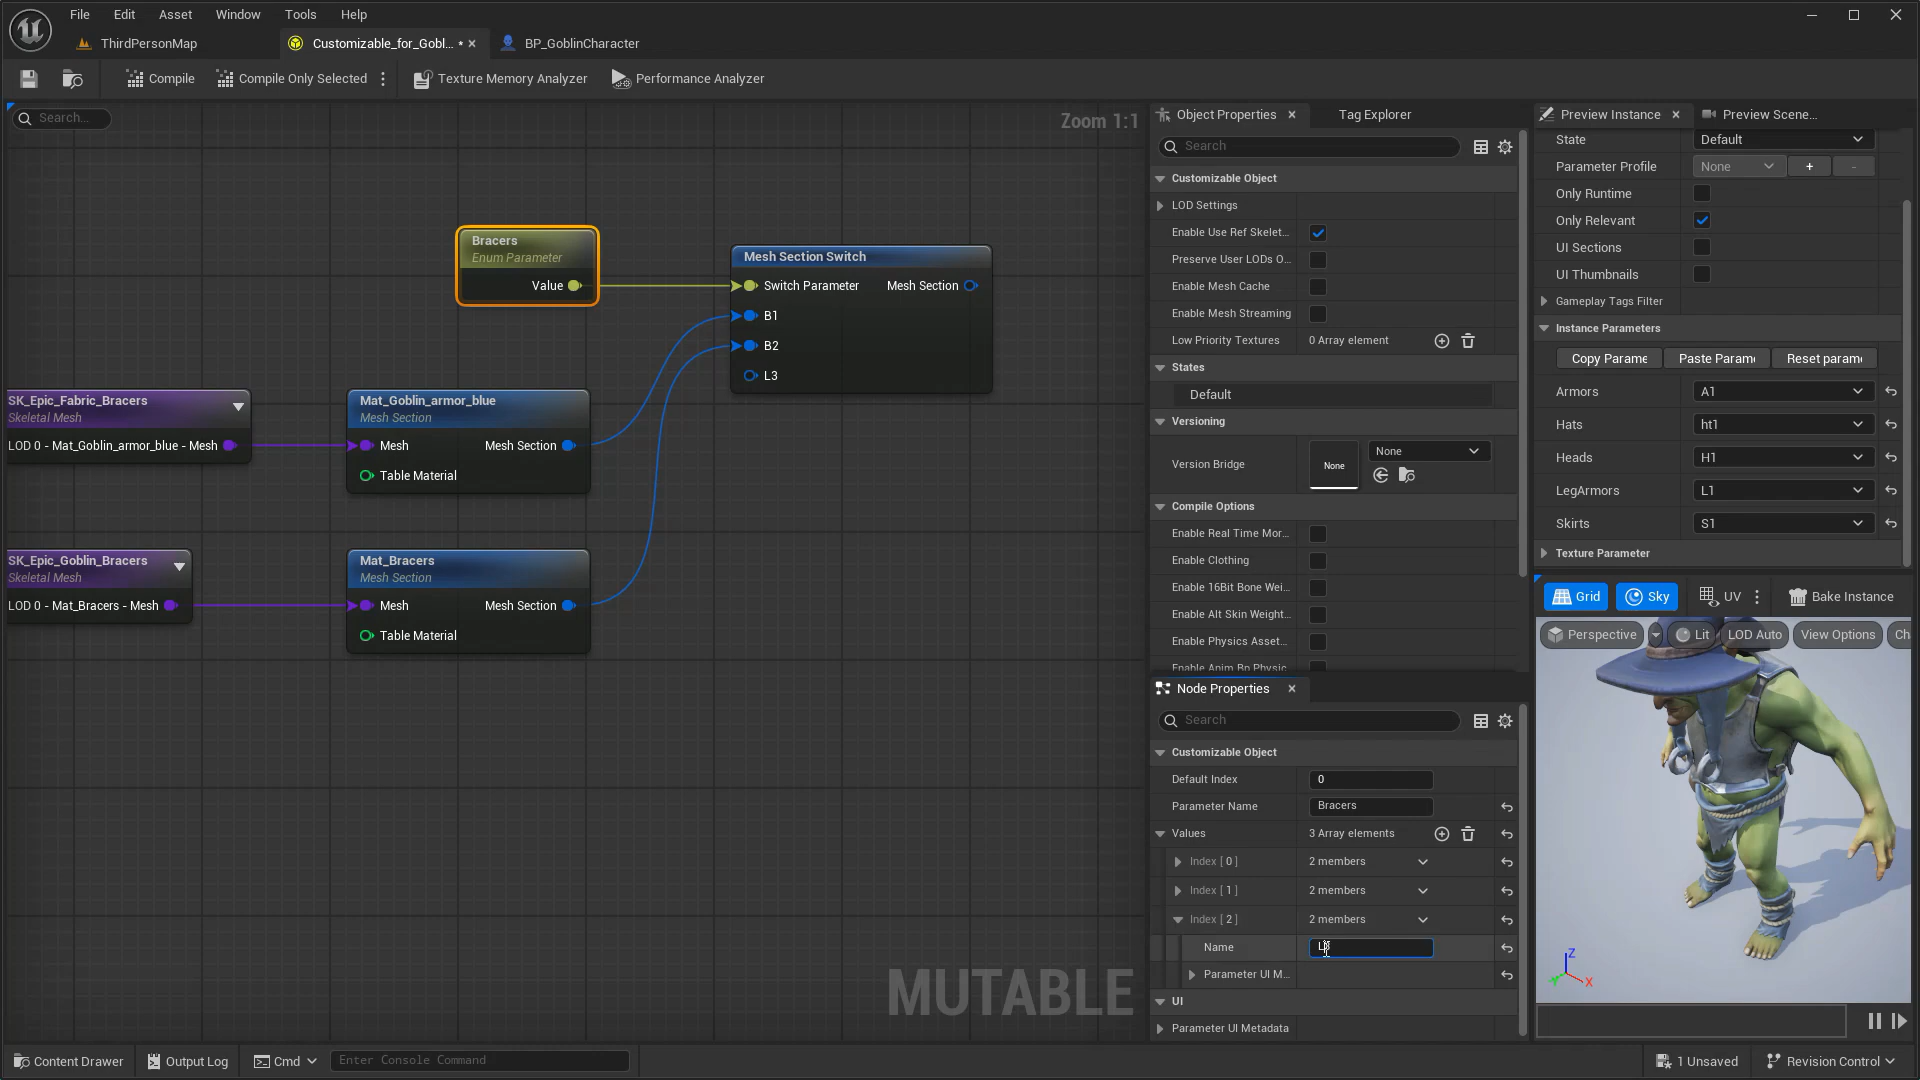 File Edit Asset Window Tools Help
ThirdPersonMap
Customizable_for_Gobl... *
BP_GoblinCharacter
Compile
Compile Only Selected
Texture Memory Analyzer
Performance Analyzer
Search...
Zoom 1:1
Bracers
Enum Parameter
Value
Mesh Section Switch
Switch Parameter
Mesh Section
B1
B2
L3
SK_Epic_Fabric_Bracers
Skeletal Mesh
LOD 0 - Mat_Goblin_armor_blue - Mesh
Mat_Goblin_armor_blue
Mesh Section
Mesh
Mesh Section
Table Material
SK_Epic_Goblin_Bracers
Skeletal Mesh
LOD 0 - Mat_Bracers - Mesh
Mat_Bracers
Mesh Section
Mesh
Mesh Section
Table Material
MUTABLE
Object Properties
Tag Explorer
Search
Customizable Object
LOD Settings
Enable Use Ref Skelet...
Preserve User LODs O...
Enable Mesh Cache
Enable Mesh Streaming
Low Priority Textures
0 Array element
States
Default
Versioning
Version Bridge
None
None
Compile Options
Enable Real Time Mor...
Enable Clothing
Enable 16Bit Bone Wei...
Enable Alt Skin Weight...
Enable Physics Asset...
Enable Anim Bp Physic...
Node Properties
Search
Customizable Object
Default Index
0
Parameter Name
Bracers
Values
3 Array elements
Index [ 0 ]
2 members
Index [ 1 ]
2 members
Index [ 2 ]
2 members
Name
Parameter UI M...
UI
Parameter UI Metadata
Preview Instance
Preview Scene...
State
Default
Parameter Profile
None
+
-
Only Runtime
Only Relevant
UI Sections
UI Thumbnails
Gameplay Tags Filter
Instance Parameters
Copy Parame
Paste Param
Reset param
Armors
A1
Hats
ht1
Heads
H1
LegArmors
L1
Skirts
S1
Texture Parameter
Grid
Sky
UV
Bake Instance
Perspective
Lit
LOD Auto
View Options
Ch
Z
Y
X
Content Drawer
Output Log
Cmd
Enter Console Command
1 Unsaved
Revision Control